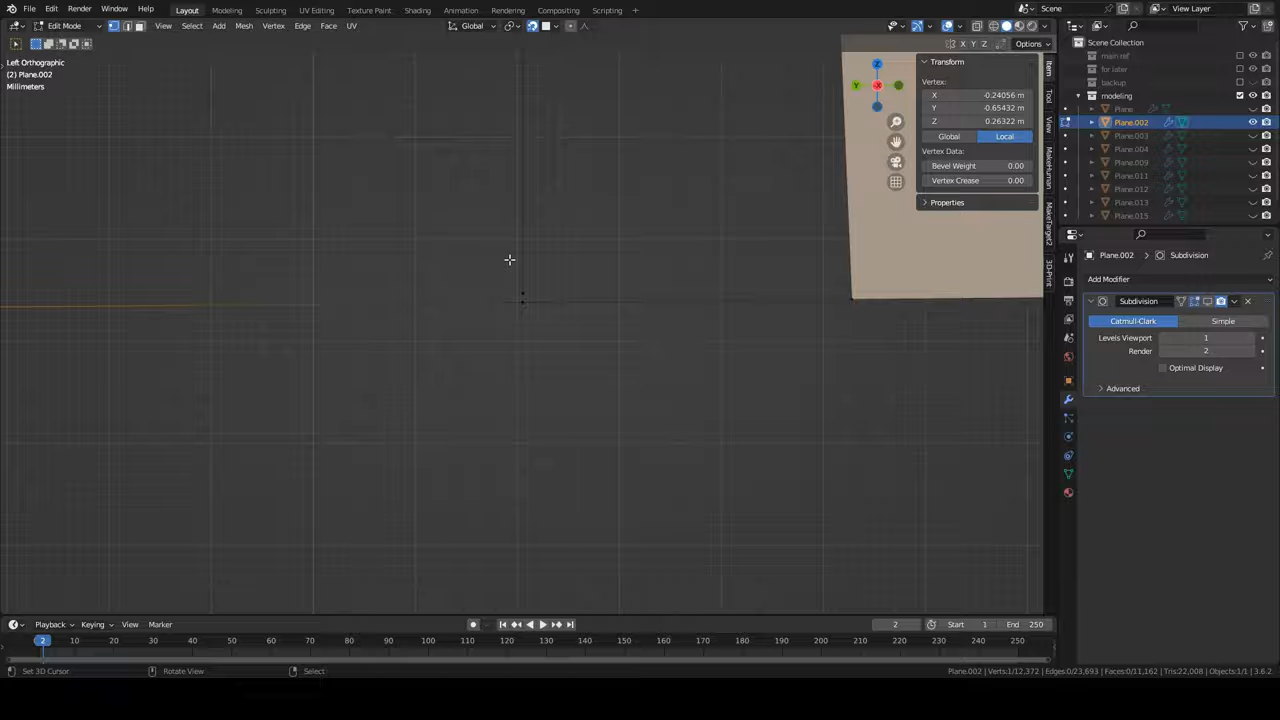 File Edit Render Window Help Layout Modeling Sculpting UV Editing Texture Paint Shading Animation Rendering Compositing Scripting + Scene View Layer
Edit Mode View Select Add Mesh Vertex Edge Face UV Global
X Y Z Options
Left Orthographic
(2) Plane.002
Millimeters
Transform
Vertex:
X -0.24056 m
Y -0.65432 m
Z 0.26322 m
Global Local
Vertex Data:
Bevel Weight 0.00
Vertex Crease 0.00
Properties
Z
Y
X
Item
Tool
View
MakeHuman
MakeTarget2
3D-Print
Scene Collection
main ref
for later
backup
modeling
Plane
Plane.002
Plane.003
Plane.004
Plane.009
Plane.011
Plane.012
Plane.013
Plane.015
Plane.002 Subdivision
Add Modifier
Subdivision
Catmull-Clark Simple
Levels Viewport 1
Render 2
Optimal Display
Advanced
Playback Keying View Marker 2 Start 1 End 250
2 10 20 30 40 50 60 70 80 90 100 110 120 130 140 150 160 170 180 190 200 210 220 230 240 250
Set 3D Cursor Rotate View Select Plane.002 | Verts:1/12,372 | Edges:0/23,693 | Faces:0/11,162 | Tris:22,008 | Objects:1/1 | 3.6.2